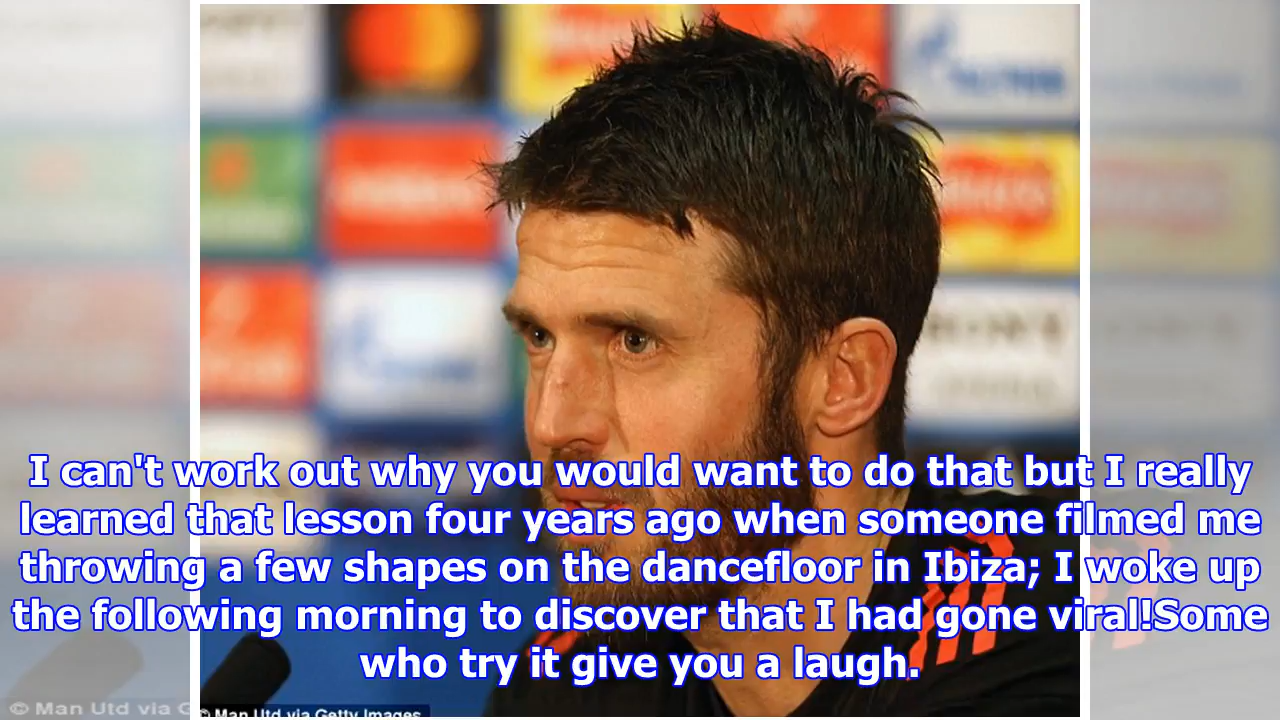 I can't work out why you would want to do that but I really
learned that lesson four years ago when someone filmed me
throwing a few shapes on the dancefloor in Ibiza; I woke up
the following morning to discover that I had gone viral!Some
who try it give you a laugh.
© Man Utd via G
© Man Utd via Getty Images